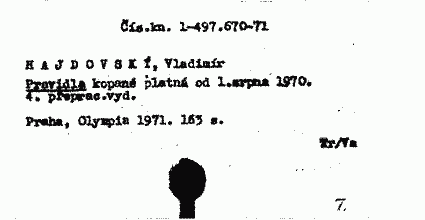 Čís.kn. 1-497.670-71
H A J D O V S K Ý, Vladimír
Pravidla kopané platná od 1.srpna 1970.
4. přeprac.vyd.
Praha, Olympia 1971. 163 s.
Tr/Va
7.